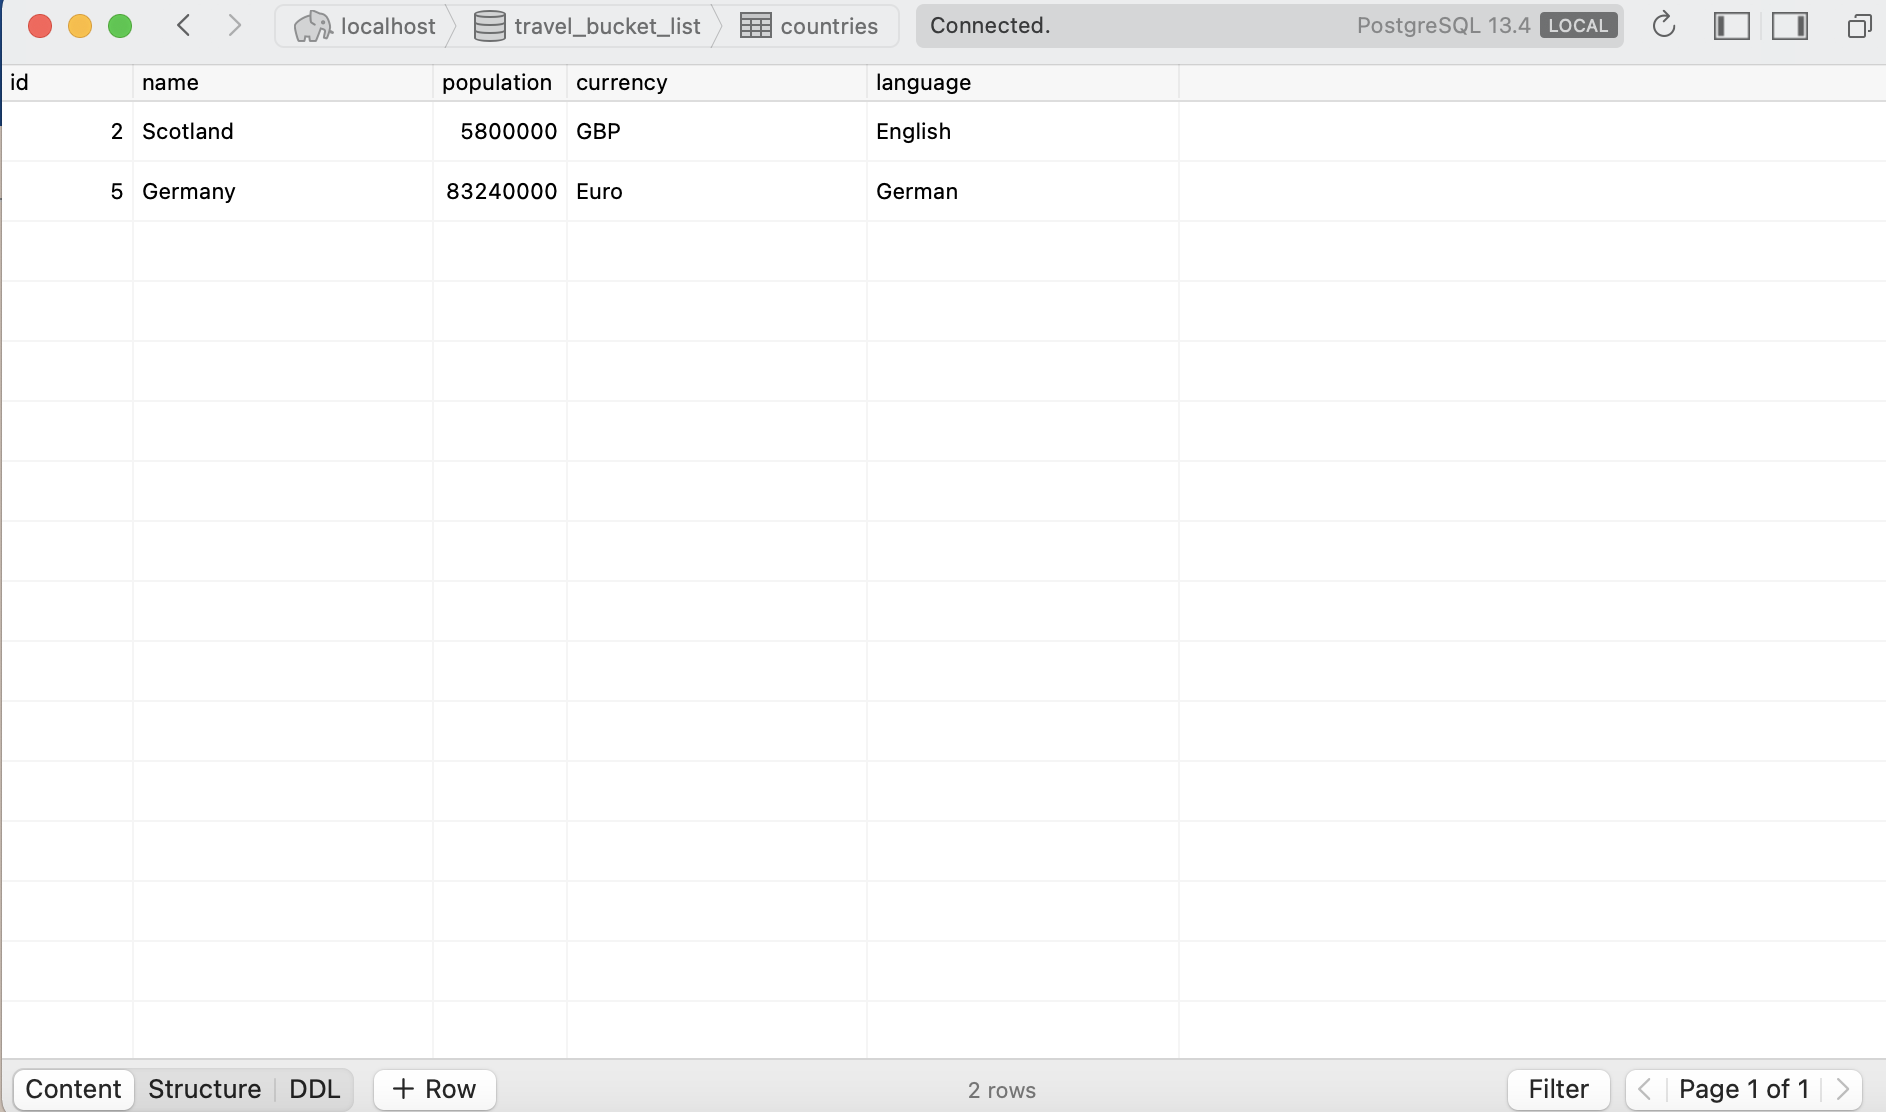 localhost travel_bucket_list countries Connected. PostgreSQL 13.4 LOCAL
id name population currency language
2 Scotland 5800000 GBP English
5 Germany 83240000 Euro German
Content Structure DDL + Row 2 rows Filter Page 1 of 1